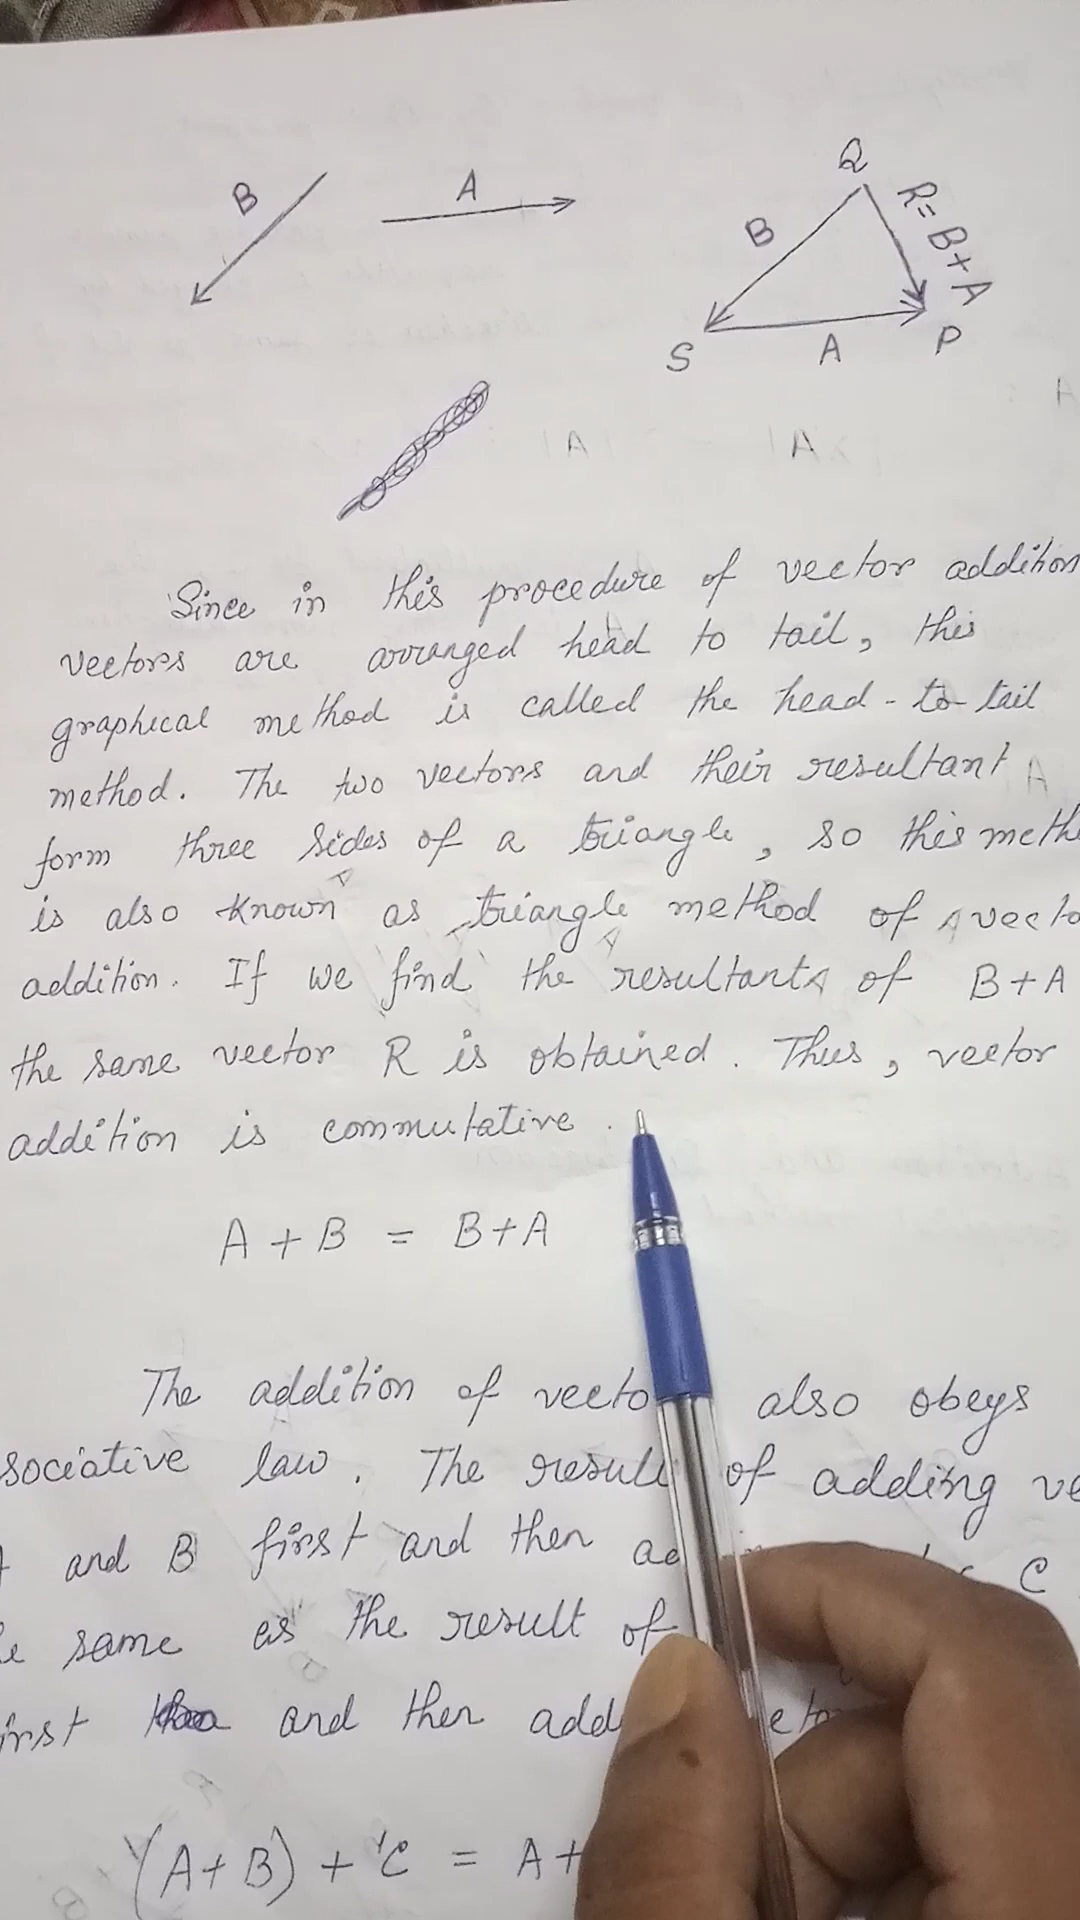 B
A
Q
B
R = B + A
S
A
P
Since in this procedure of vector addition
vectors are arranged head to tail, this
graphical method is called the head-to-tail
method. The two vectors and their resultant
form three sides of a triangle, so this
is also known as triangle method of
addition. If we find the resultant of B+A
the same vector R is obtained. Thus, vector
addition is commutative.
A + B = B+A
The addition of also obeys
law. The of adding
and B first and then C
same as the result of
and then
(A+B) + C = A+